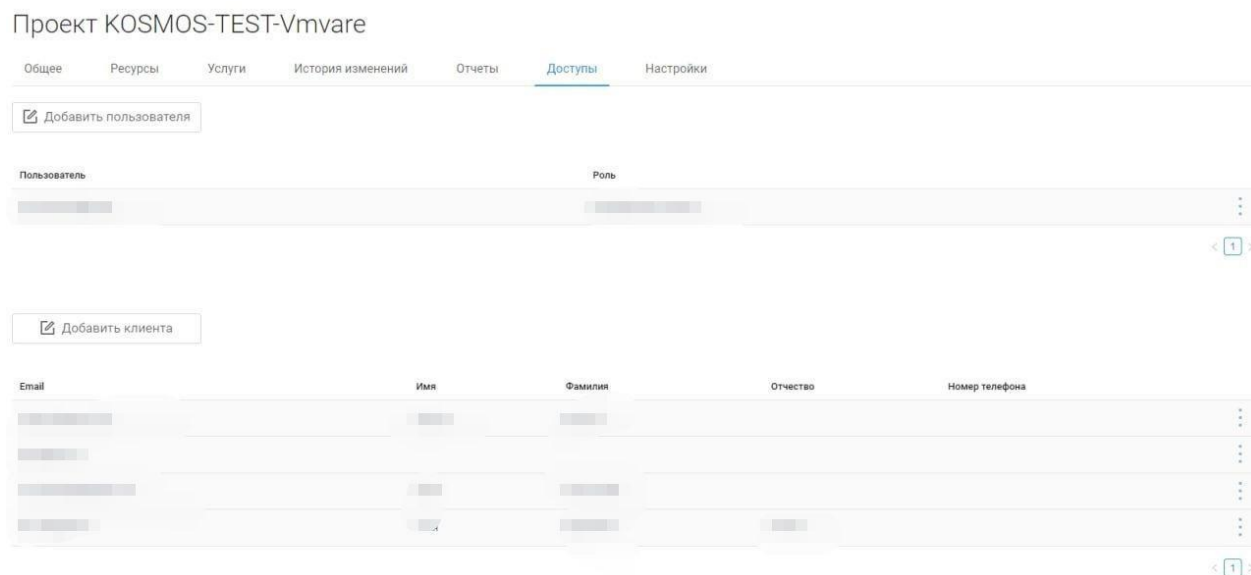 Проект KOSMOS-TEST-Vmvare
Общее Ресурсы Услуги История изменений Отчеты Доступы Настройки
Добавить пользователя
Пользователь Роль
1
Добавить клиента
Email Имя Фамилия Отчество Номер телефона
1